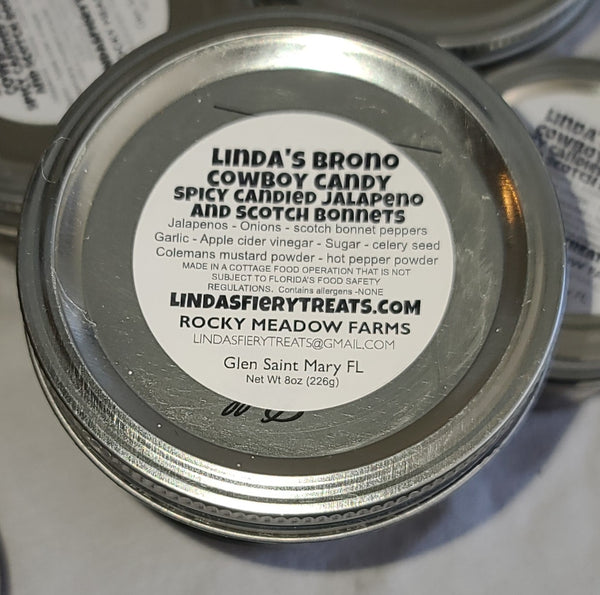 LINDA'S BRONO
COWBOY CANDY
SPICY CANDIED JALAPENO
AND SCOTCH BONNETS
Jalapenos - Onions - scotch bonnet peppers
Garlic - Apple cider vinegar - Sugar - celery seed
Colemans mustard powder - hot pepper powder
MADE IN A COTTAGE FOOD OPERATION THAT IS NOT
SUBJECT TO FLORIDA'S FOOD SAFETY
REGULATIONS. Contains allergens -NONE
LINDASFIERYTREATS.COM
ROCKY MEADOW FARMS
LINDASFIERYTREATS@GMAIL.COM
Glen Saint Mary FL
Net Wt 8oz (226g)